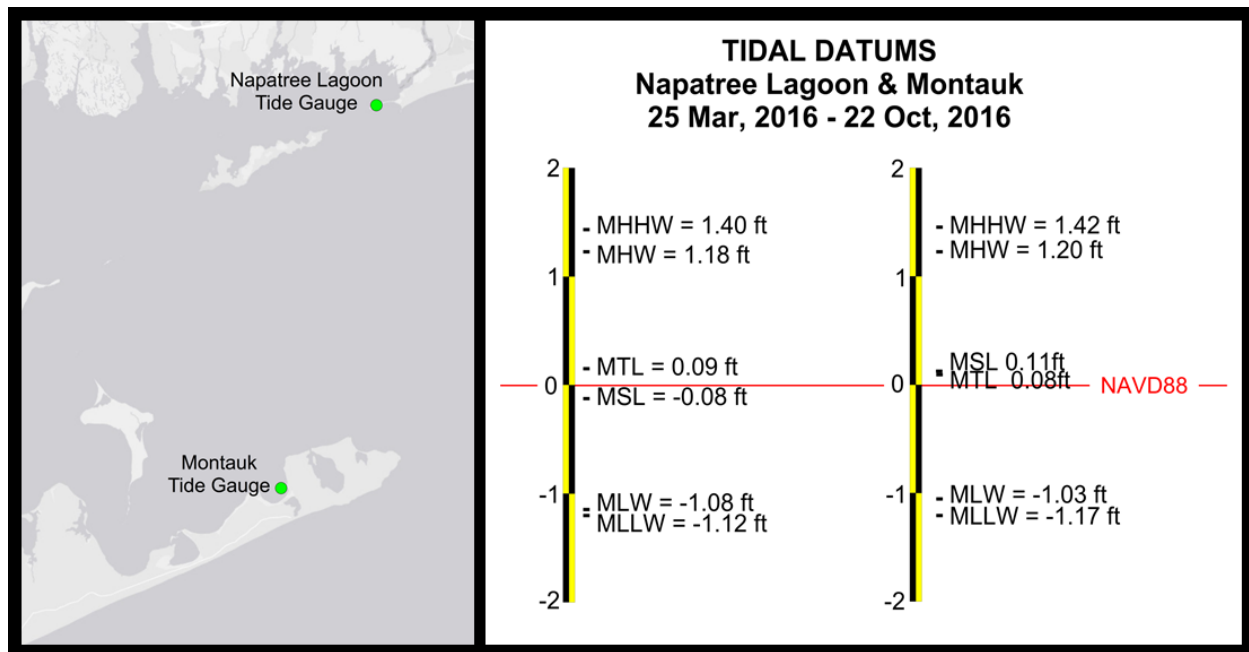 Napatree Lagoon
Tide Gauge
Montauk
Tide Gauge
TIDAL DATUMS
Napatree Lagoon & Montauk
25 Mar, 2016 - 22 Oct, 2016
2
MHHW = 1.40 ft
MHW = 1.18 ft
1
MTL = 0.09 ft
0
MSL = -0.08 ft
-1
MLW = -1.08 ft
MLLW = -1.12 ft
-2
2
MHHW = 1.42 ft
MHW = 1.20 ft
1
MSL 0.11ft
0
MTL 0.08ft
NAVD88
-1
MLW = -1.03 ft
MLLW = -1.17 ft
-2